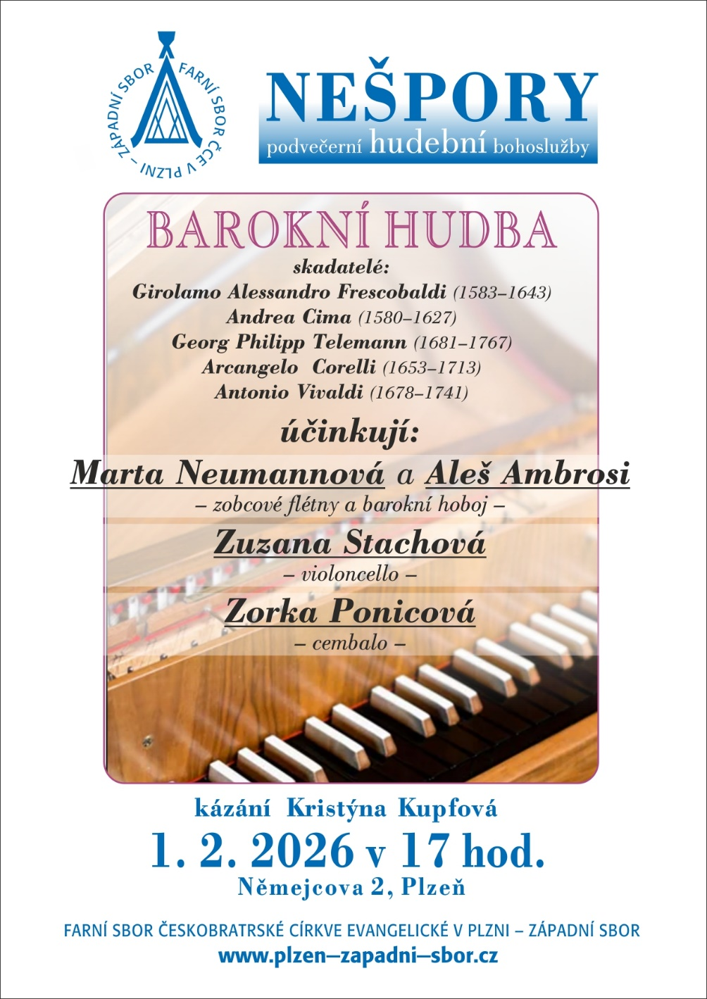 ZÁPADNÍ SBOR FARNÍ SBOR ČCE V PLZNI –
NEŠPORY
podvečerní hudební bohoslužby
BAROKNÍ HUDBA
skadatelé:
Girolamo Alessandro Frescobaldi (1583–1643)
Andrea Cima (1580–1627)
Georg Philipp Telemann (1681–1767)
Arcangelo Corelli (1653–1713)
Antonio Vivaldi (1678–1741)
účinkují:
Marta Neumannová a Aleš Ambrosi
– zobcové flétny a barokní hoboj –
Zuzana Stachová
– violoncello –
Zorka Ponicová
– cembalo –
kázání Kristýna Kupfová
1. 2. 2026 v 17 hod.
Němejcova 2, Plzeň
FARNÍ SBOR ČESKOBRATRSKÉ CÍRKVE EVANGELICKÉ V PLZNI – ZÁPADNÍ SBOR
www.plzen–zapadni–sbor.cz